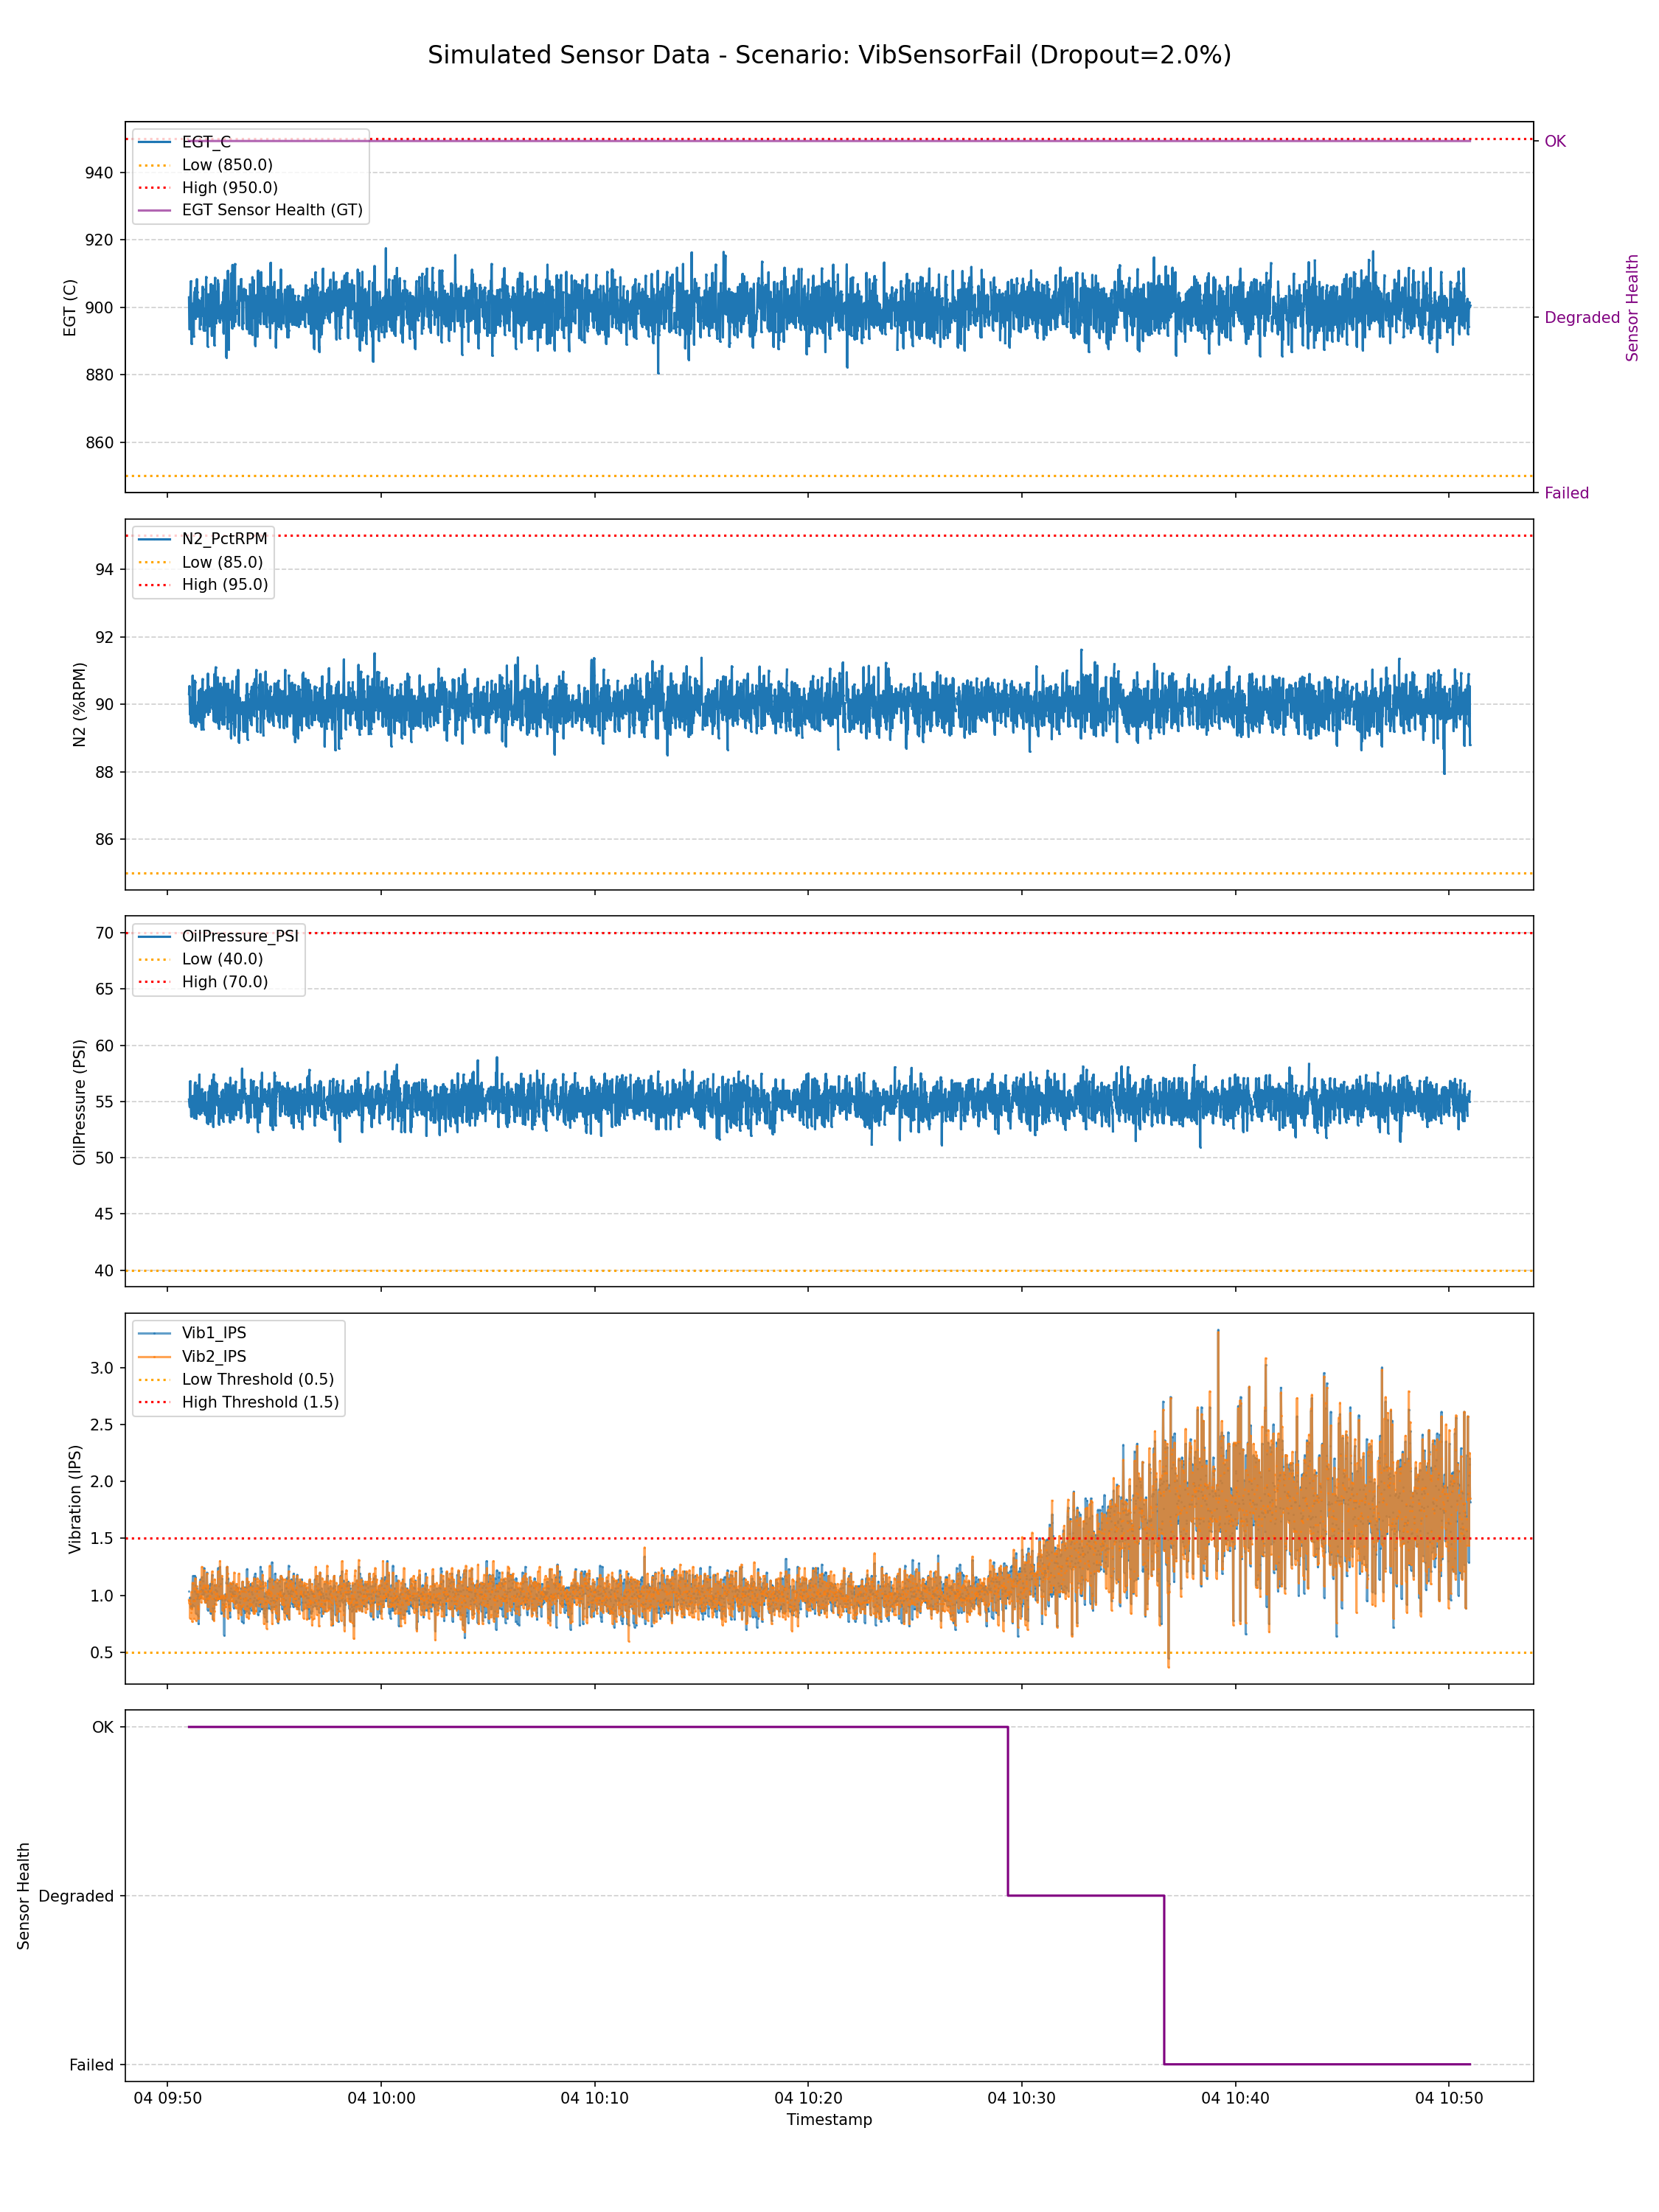 Simulated Sensor Data - Scenario: VibSensorFail (Dropout=2.0%)
EGT_C
Low (850.0)
High (950.0)
EGT Sensor Health (GT)
940
920
900
880
860
EGT (C)
OK
Degraded
Failed
Sensor Health
N2_PctRPM
Low (85.0)
High (95.0)
94
92
90
88
86
N2 (%RPM)
OilPressure_PSI
Low (40.0)
High (70.0)
70
65
60
55
50
45
40
OilPressure (PSI)
Vib1_IPS
Vib2_IPS
Low Threshold (0.5)
High Threshold (1.5)
3.0
2.5
2.0
1.5
1.0
0.5
Vibration (IPS)
OK
Degraded
Failed
Sensor Health
04 09:50 04 10:00 04 10:10 04 10:20 04 10:30 04 10:40 04 10:50
Timestamp